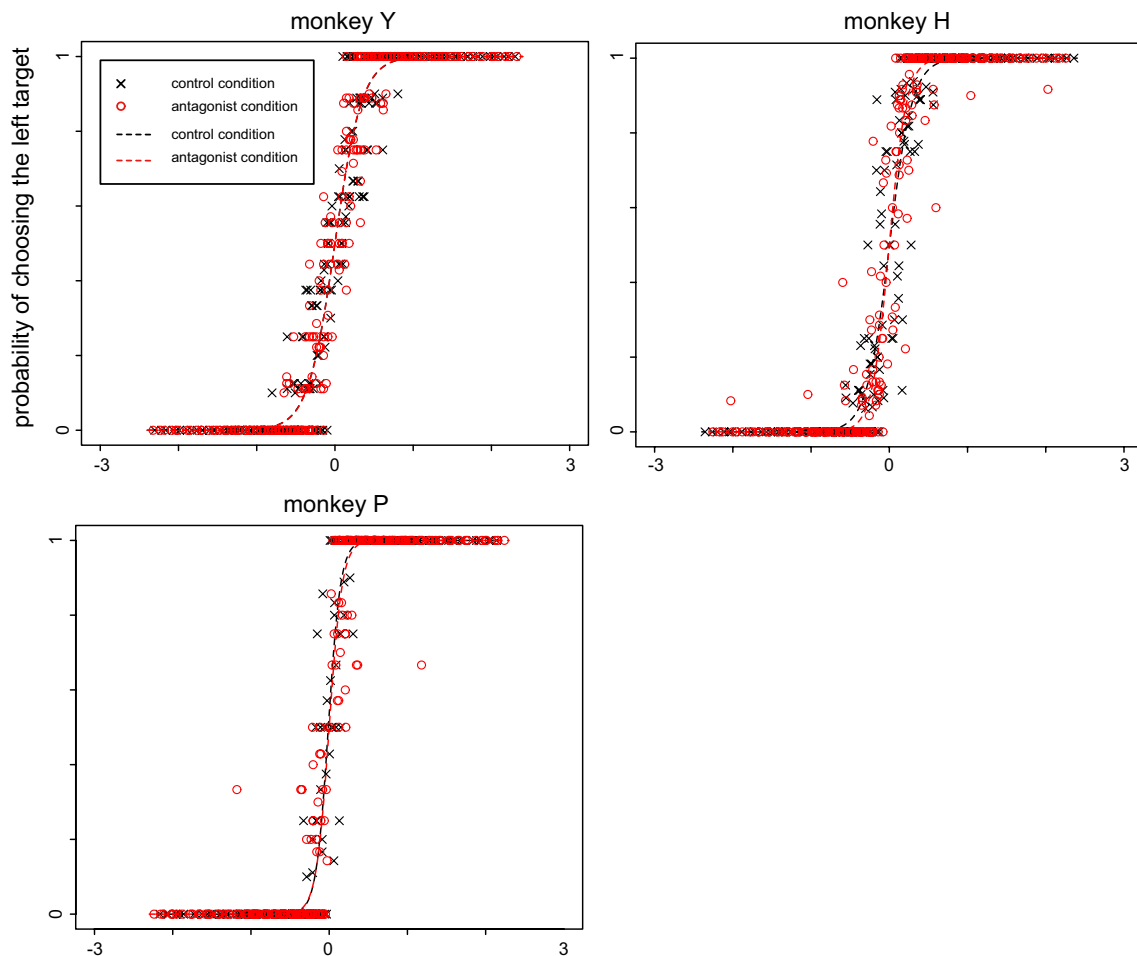 monkey Y
monkey H
probability of choosing the left target
1
0
control condition
antagonist condition
control condition
antagonist condition
-3
0
3
1
0
-3
0
3
monkey P
1
0
-3
0
3